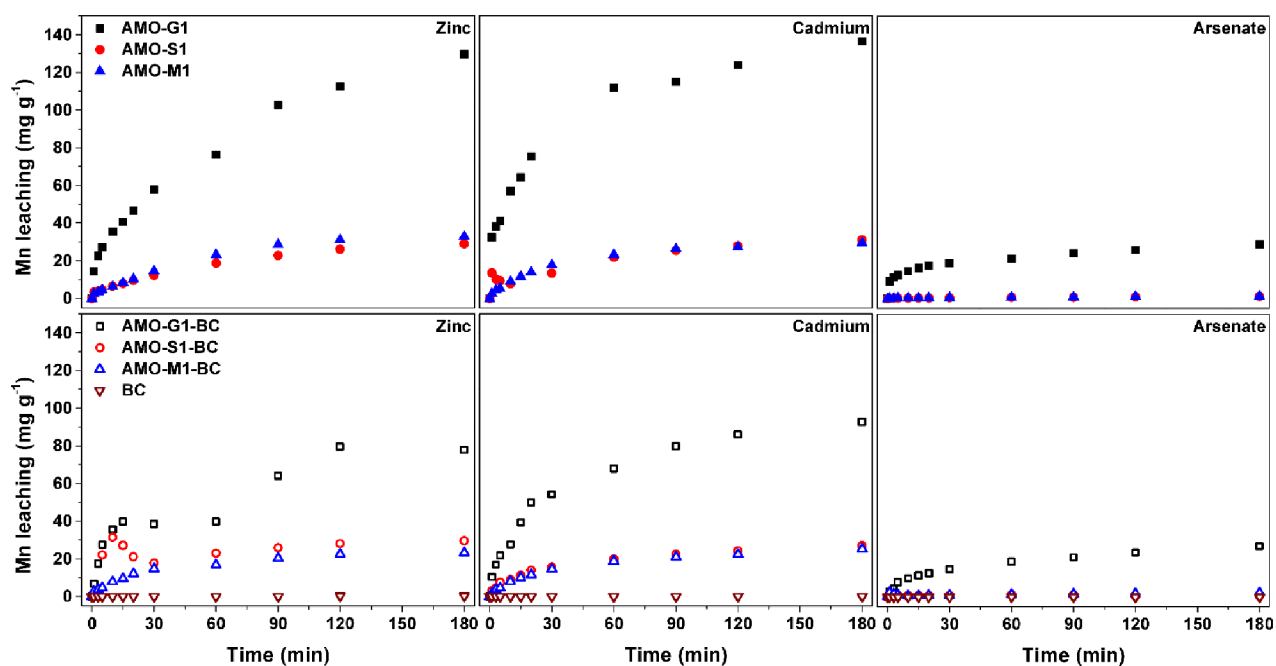 Zinc
AMO-G1
AMO-S1
AMO-M1
Cadmium
Arsenate
Mn leaching (mg g⁻¹)
140
120
100
80
60
40
20
0
Zinc
AMO-G1-BC
AMO-S1-BC
AMO-M1-BC
BC
Cadmium
Arsenate
Mn leaching (mg g⁻¹)
140
120
100
80
60
40
20
0
0 30 60 90 120 150 180
0 30 60 90 120 150 180
0 30 60 90 120 150 180
Time (min)
Time (min)
Time (min)